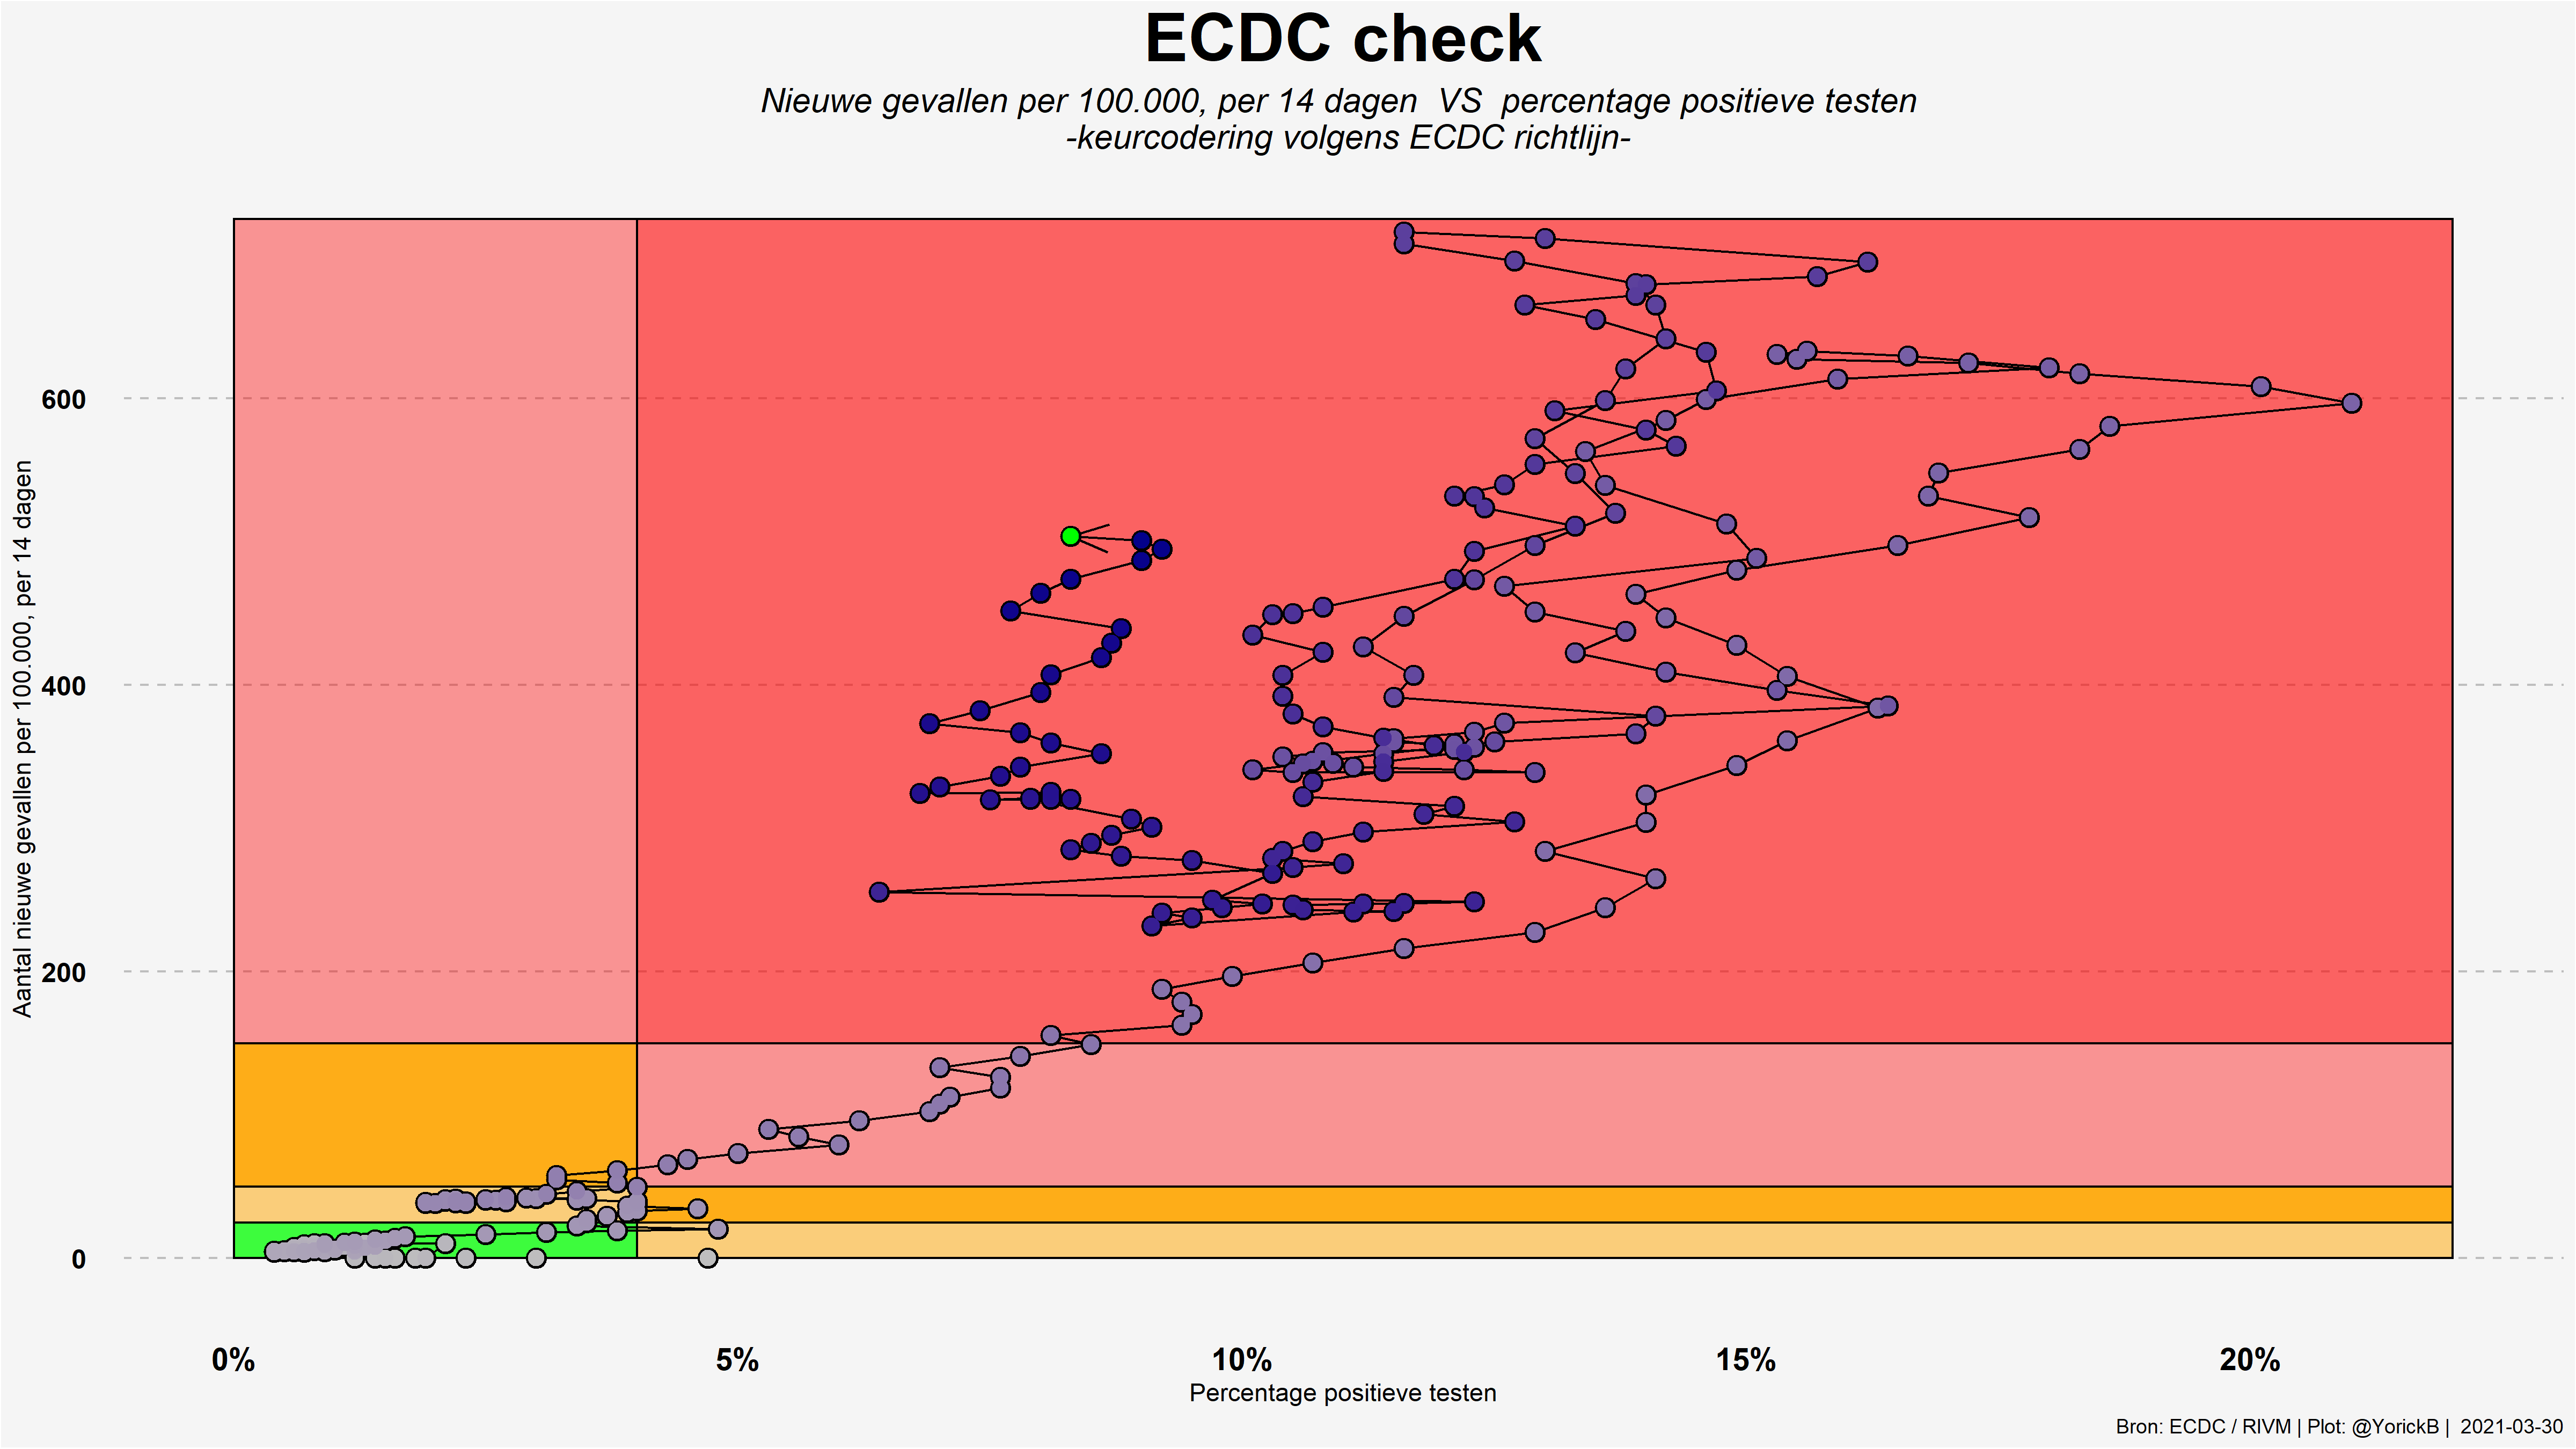 ECDC check
Nieuwe gevallen per 100.000, per 14 dagen  VS  percentage positieve testen
-keurcodering volgens ECDC richtlijn-
Aantal nieuwe gevallen per 100.000, per 14 dagen
600
400
200
0
0%
5%
10%
15%
20%
Percentage positieve testen
Bron: ECDC / RIVM | Plot: @YorickB |  2021-03-30